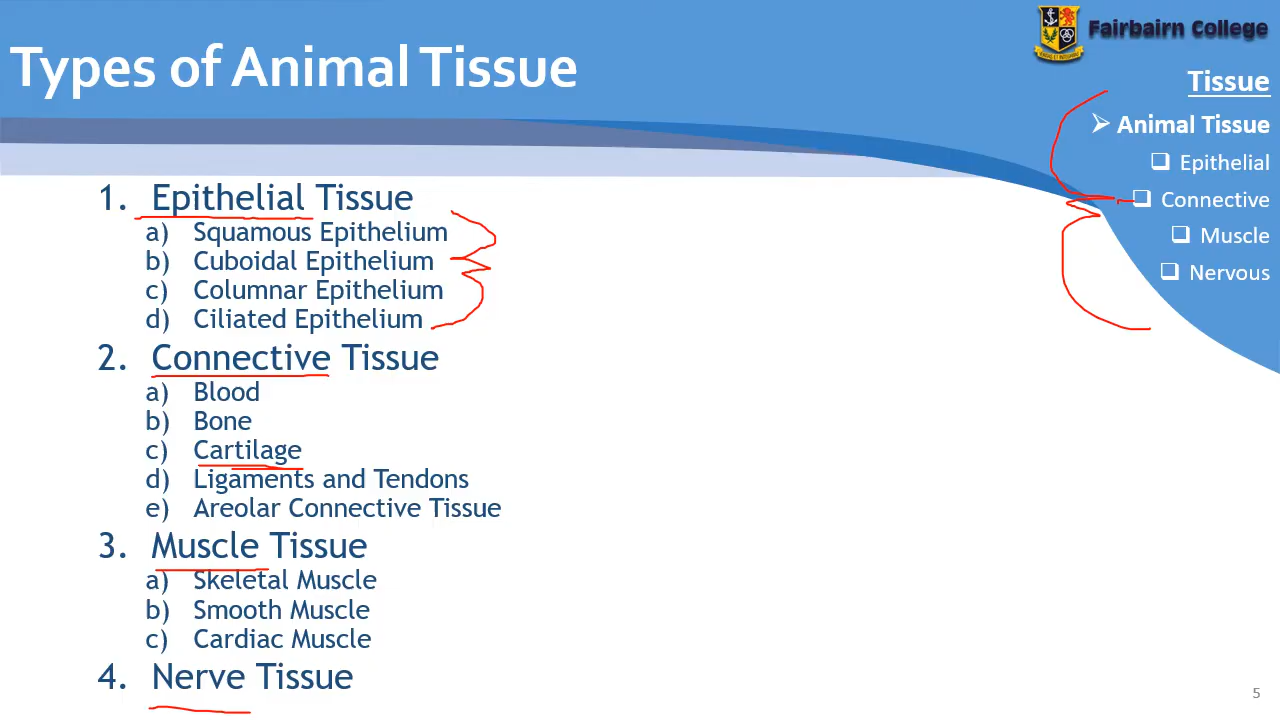 Types of Animal Tissue
Fairbairn College
Tissue
➢ Animal Tissue
❑ Epithelial
❑ Connective
❑ Muscle
❑ Nervous
1. Epithelial Tissue
a) Squamous Epithelium
b) Cuboidal Epithelium
c) Columnar Epithelium
d) Ciliated Epithelium
2. Connective Tissue
a) Blood
b) Bone
c) Cartilage
d) Ligaments and Tendons
e) Areolar Connective Tissue
3. Muscle Tissue
a) Skeletal Muscle
b) Smooth Muscle
c) Cardiac Muscle
4. Nerve Tissue
5